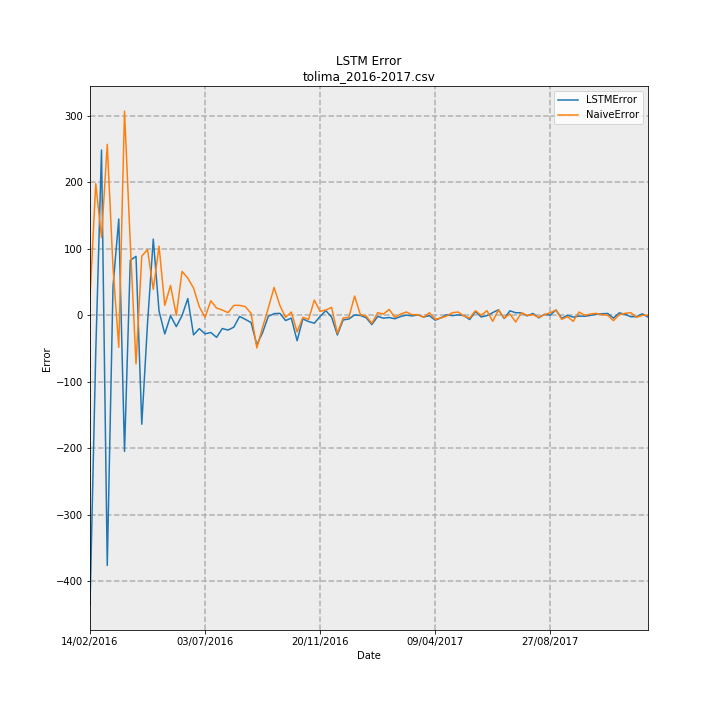 LSTM Error
tolima_2016-2017.csv
LSTMError
NaiveError
300
200
100
0
−100
−200
−300
−400
Error
14/02/2016
03/07/2016
20/11/2016
09/04/2017
27/08/2017
Date